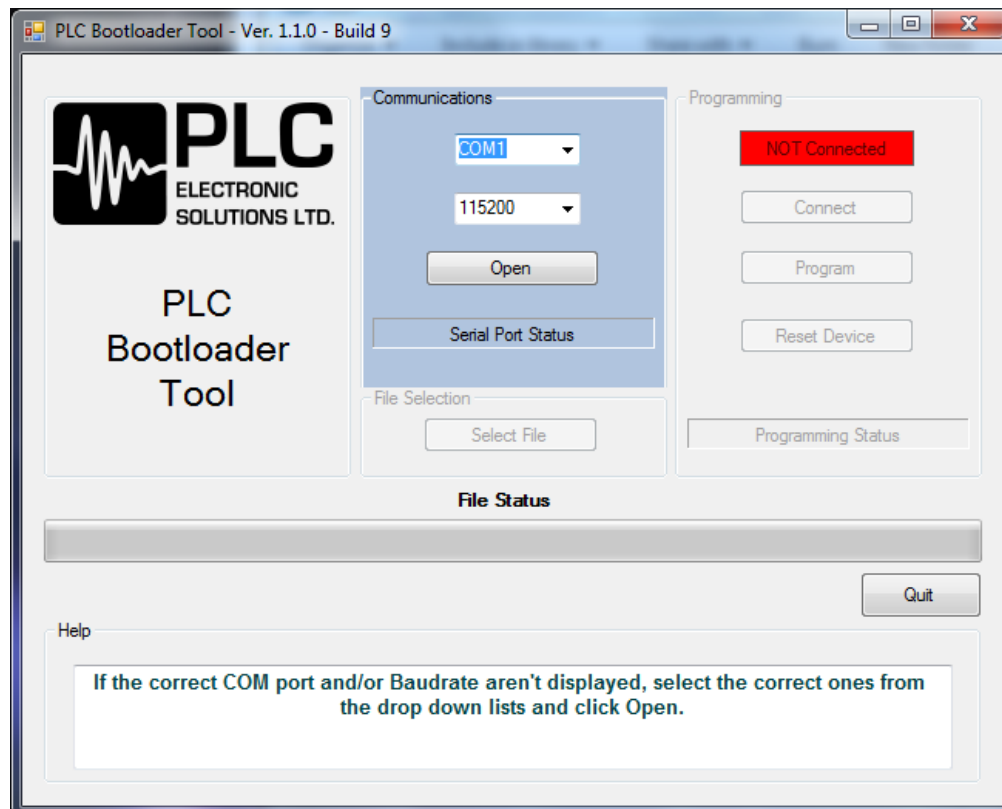 PLC Bootloader Tool - Ver. 1.1.0 - Build 9
PLC
ELECTRONIC
SOLUTIONS LTD.
PLC
Bootloader
Tool
Communications
COM1
115200
Open
Serial Port Status
File Selection
Select File
Programming
NOT Connected
Connect
Program
Reset Device
Programming Status
File Status
Quit
Help
If the correct COM port and/or Baudrate aren't displayed, select the correct ones from
the drop down lists and click Open.